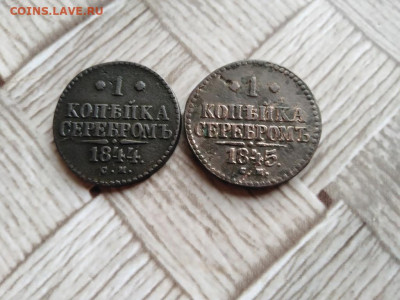 COINS.LAVE.RU
• 1 •
КОПѢЙКА
СЕРЕБРОМЪ
1844.
С. М.
• 1 •
КОПѢЙКА
СЕРЕБРОМЪ
1845.
С. М.